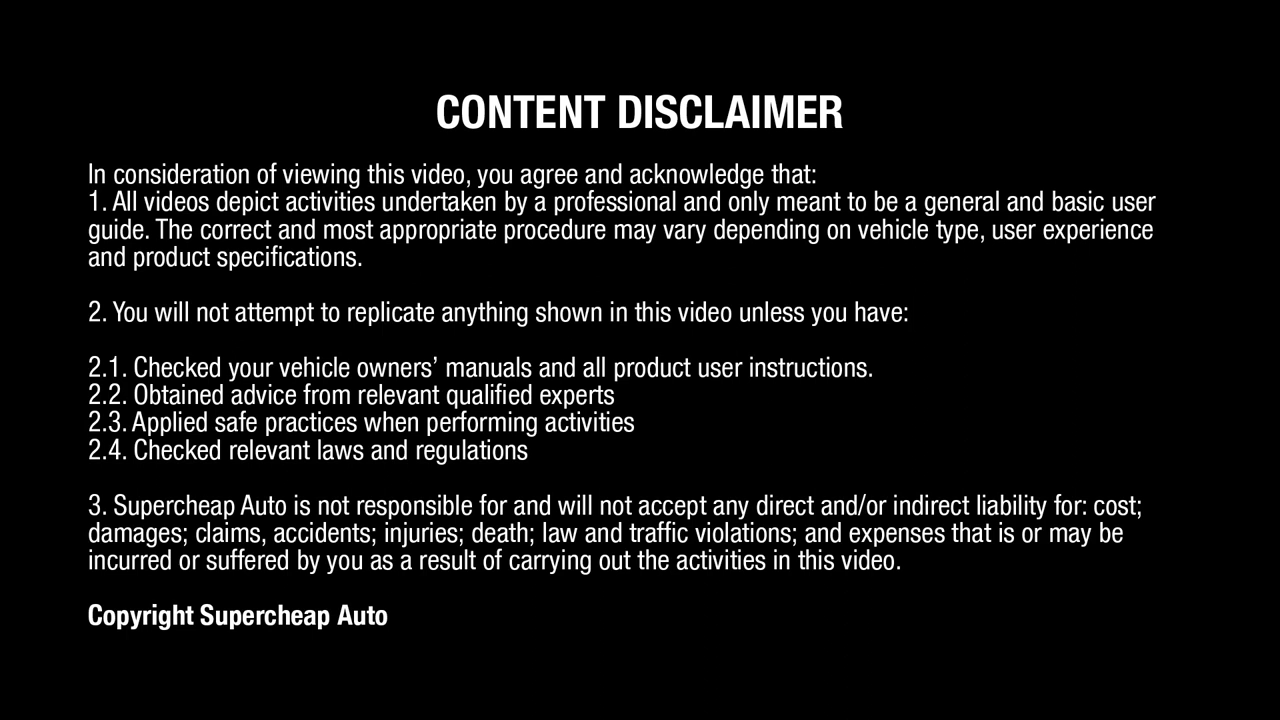 CONTENT DISCLAIMER
In consideration of viewing this video, you agree and acknowledge that:
1. All videos depict activities undertaken by a professional and only meant to be a general and basic user
guide. The correct and most appropriate procedure may vary depending on vehicle type, user experience
and product specifications.
2. You will not attempt to replicate anything shown in this video unless you have:
2.1. Checked your vehicle owners’ manuals and all product user instructions.
2.2. Obtained advice from relevant qualified experts
2.3. Applied safe practices when performing activities
2.4. Checked relevant laws and regulations
3. Supercheap Auto is not responsible for and will not accept any direct and/or indirect liability for: cost;
damages; claims, accidents; injuries; death; law and traffic violations; and expenses that is or may be
incurred or suffered by you as a result of carrying out the activities in this video.
Copyright Supercheap Auto